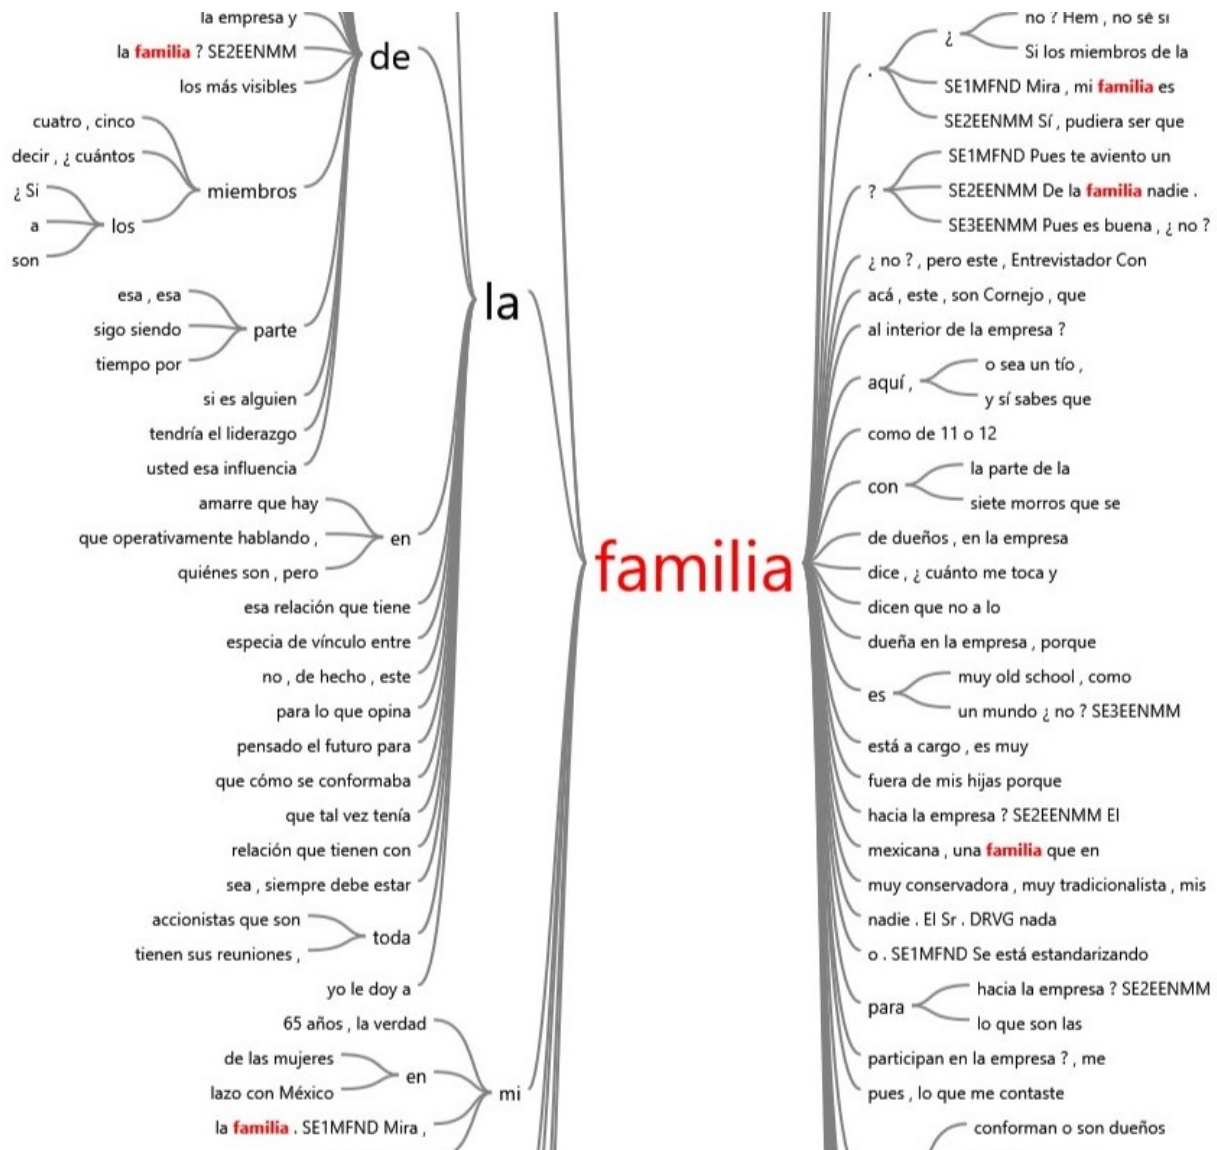 la empresa y
la familia ? SE2EENMM
los más visibles
de
cuatro , cinco
decir , ¿ cuántos
¿ Si
a
son
los
miembros
esa , esa
sigo siendo
tiempo por
parte
si es alguien
tendría el liderazgo
usted esa influencia
la
amarre que hay
que operativamente hablando ,
quiénes son , pero
en
esa relación que tiene
especia de vínculo entre
no , de hecho , este
para lo que opina
pensado el futuro para
que cómo se conformaba
que tal vez tenía
relación que tienen con
sea , siempre debe estar
accionistas que son
tienen sus reuniones ,
toda
yo le doy a
65 años , la verdad
de las mujeres
lazo con México
en
mi
la familia . SE1MFND Mira ,
familia
.
¿
no ? Hem , no sé si
Si los miembros de la
SE1MFND Mira , mi familia es
SE2EENMM Sí , pudiera ser que
?
SE1MFND Pues te aviento un
SE2EENMM De la familia nadie .
SE3EENMM Pues es buena , ¿ no ?
¿ no ? , pero este , Entrevistador Con
acá , este , son Cornejo , que
al interior de la empresa ?
aquí ,
o sea un tío ,
y sí sabes que
como de 11 o 12
con
la parte de la
siete morros que se
de dueños , en la empresa
dice , ¿ cuánto me toca y
dicen que no a lo
dueña en la empresa , porque
es
muy old school , como
un mundo ¿ no ? SE3EENMM
está a cargo , es muy
fuera de mis hijas porque
hacia la empresa ? SE2EENMM El
mexicana , una familia que en
muy conservadora , muy tradicionalista , mis
nadie . El Sr . DRVG nada
o . SE1MFND Se está estandarizando
para
hacia la empresa ? SE2EENMM
lo que son las
participan en la empresa ? , me
pues , lo que me contaste
conforman o son dueños